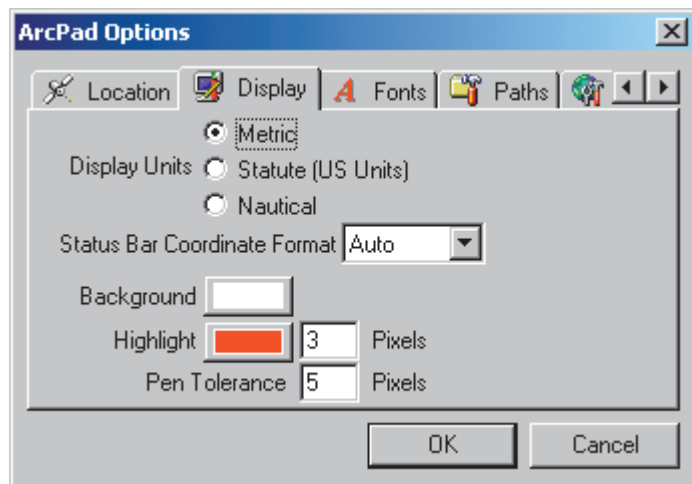 ArcPad Options
Location Display Fonts Paths
Metric
Display Units Statute (US Units)
Nautical
Status Bar Coordinate Format Auto
Background
Highlight 3 Pixels
Pen Tolerance 5 Pixels
OK Cancel